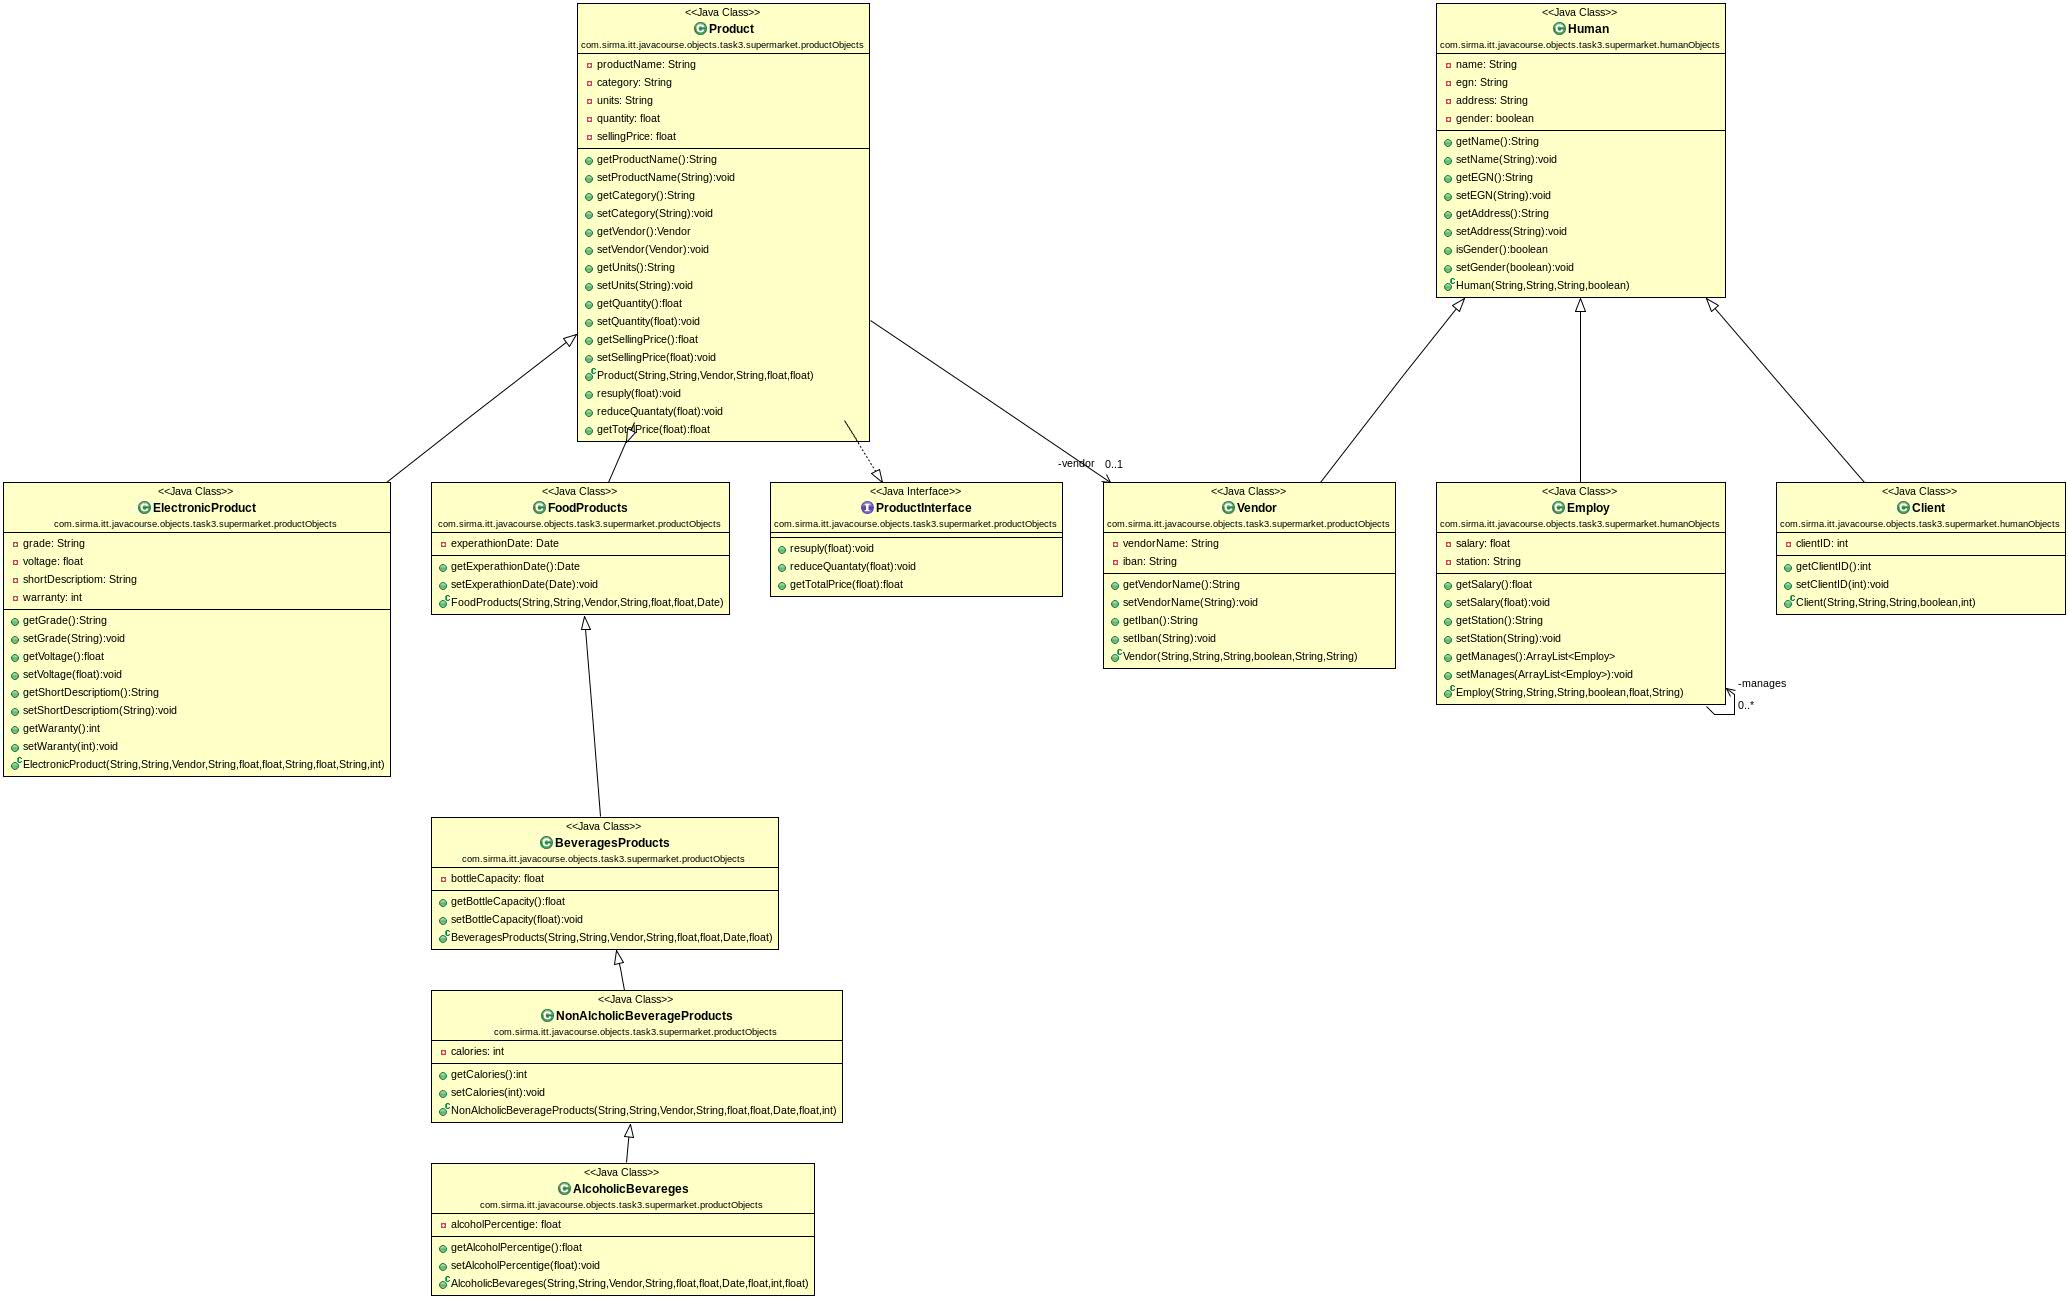 <<Java Class>>
Product
com.sirma.itt.javacourse.objects.task3.supermarket.productObjects
productName: String
category: String
units: String
quantity: float
sellingPrice: float
getProductName():String
setProductName(String):void
getCategory():String
setCategory(String):void
getVendor():Vendor
setVendor(Vendor):void
getUnits():String
setUnits(String):void
getQuantity():float
setQuantity(float):void
getSellingPrice():float
setSellingPrice(float):void
Product(String,String,Vendor,String,float,float)
resuply(float):void
reduceQuantaty(float):void
getTotalPrice(float):float
<<Java Class>>
Human
com.sirma.itt.javacourse.objects.task3.supermarket.humanObjects
name: String
egn: String
address: String
gender: boolean
getName():String
setName(String):void
getEGN():String
setEGN(String):void
getAddress():String
setAddress(String):void
isGender():boolean
setGender(boolean):void
Human(String,String,String,boolean)
-vendor 0..1
<<Java Class>>
ElectronicProduct
com.sirma.itt.javacourse.objects.task3.supermarket.productObjects
grade: String
voltage: float
shortDescriptiom: String
warranty: int
getGrade():String
setGrade(String):void
getVoltage():float
setVoltage(float):void
getShortDescriptiom():String
setShortDescriptiom(String):void
getWaranty():int
setWaranty(int):void
ElectronicProduct(String,String,Vendor,String,float,float,String,float,String,int)
<<Java Class>>
FoodProducts
com.sirma.itt.javacourse.objects.task3.supermarket.productObjects
experathionDate: Date
getExperathionDate():Date
setExperathionDate(Date):void
FoodProducts(String,String,Vendor,String,float,float,Date)
<<Java Interface>>
ProductInterface
com.sirma.itt.javacourse.objects.task3.supermarket.productObjects
resuply(float):void
reduceQuantaty(float):void
getTotalPrice(float):float
<<Java Class>>
Vendor
com.sirma.itt.javacourse.objects.task3.supermarket.productObjects
vendorName: String
iban: String
getVendorName():String
setVendorName(String):void
getIban():String
setIban(String):void
Vendor(String,String,String,boolean,String,String)
<<Java Class>>
Employ
com.sirma.itt.javacourse.objects.task3.supermarket.humanObjects
salary: float
station: String
getSalary():float
setSalary(float):void
getStation():String
setStation(String):void
getManages():ArrayList<Employ>
setManages(ArrayList<Employ>):void
Employ(String,String,String,boolean,float,String)
-manages
0..*
<<Java Class>>
Client
com.sirma.itt.javacourse.objects.task3.supermarket.humanObjects
clientID: int
getClientID():int
setClientID(int):void
Client(String,String,String,boolean,int)
<<Java Class>>
BeveragesProducts
com.sirma.itt.javacourse.objects.task3.supermarket.productObjects
bottleCapacity: float
getBottleCapacity():float
setBottleCapacity(float):void
BeveragesProducts(String,String,Vendor,String,float,float,Date,float)
<<Java Class>>
NonAlcholicBeverageProducts
com.sirma.itt.javacourse.objects.task3.supermarket.productObjects
calories: int
getCalories():int
setCalories(int):void
NonAlcholicBeverageProducts(String,String,Vendor,String,float,float,Date,float,int)
<<Java Class>>
AlcoholicBevareges
com.sirma.itt.javacourse.objects.task3.supermarket.productObjects
alcoholPercentige: float
getAlcoholPercentige():float
setAlcoholPercentige(float):void
AlcoholicBevareges(String,String,Vendor,String,float,float,Date,float,int,float)